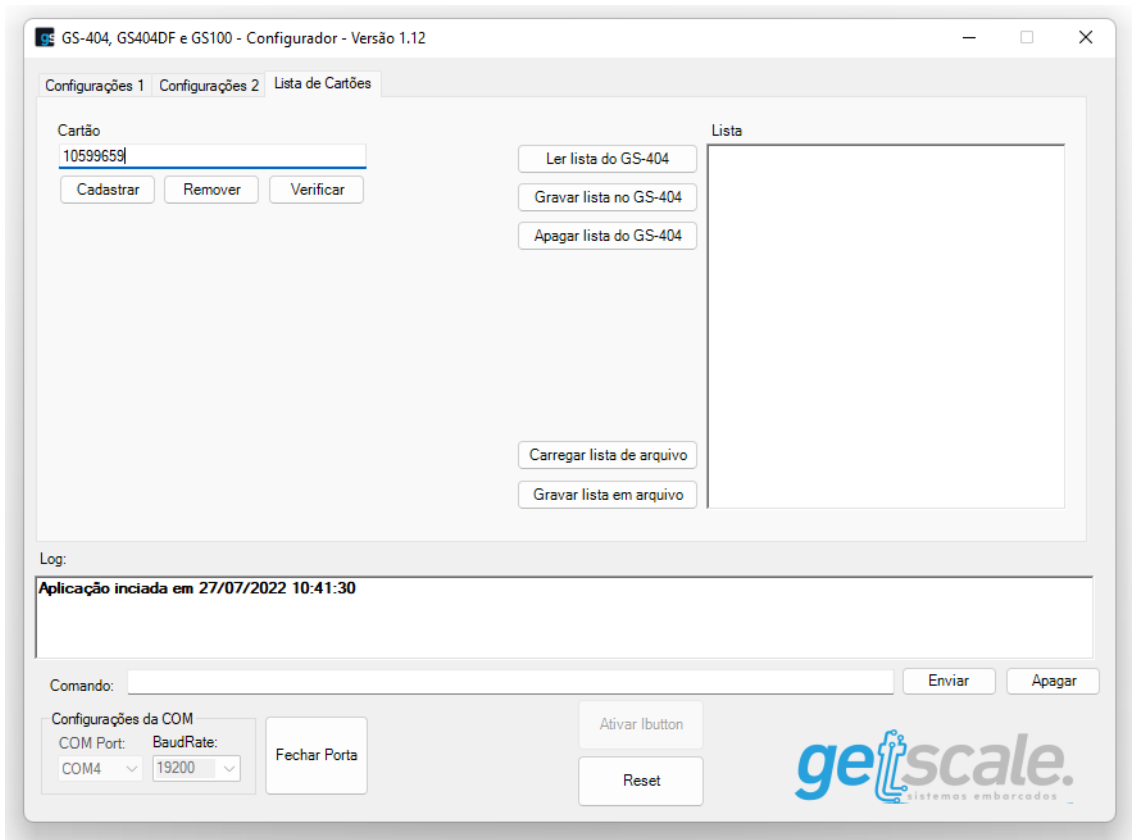 gs GS-404, GS404DF e GS100 - Configurador - Versão 1.12
Configurações 1 Configurações 2 Lista de Cartões
Cartão
10599659
Cadastrar Remover Verificar
Ler lista do GS-404
Gravar lista no GS-404
Apagar lista do GS-404
Carregar lista de arquivo
Gravar lista em arquivo
Lista
Log:
Aplicação inciada em 27/07/2022 10:41:30
Comando:
Enviar Apagar
Configurações da COM
COM Port: BaudRate:
COM4 19200
Fechar Porta
Ativar Ibutton
Reset
getscale.
sistemas embarcados